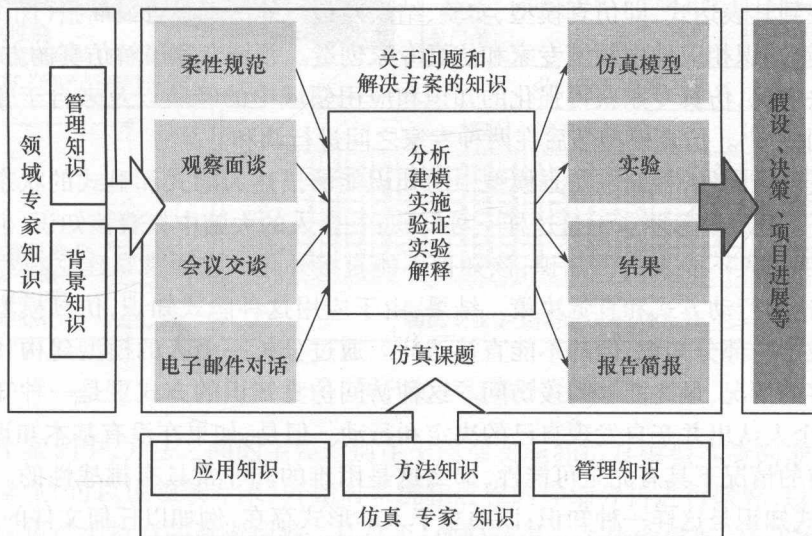 领域专家知识
管理知识
背景知识
柔性规范
观察面谈
会议交谈
电子邮件对话
关于问题和
解决方案的知识
分析
建模
实施
验证
实验
解释
仿真课题
仿真模型
实验
结果
报告简报
假设、决策、项目进展等
应用知识
方法知识
管理知识
仿真 专家 知识